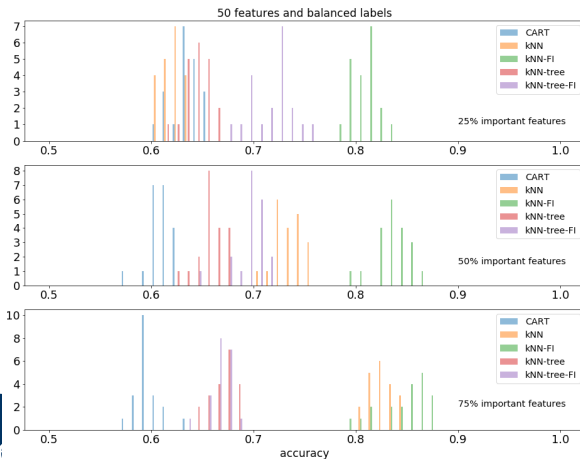 50 features and balanced labels
7
6
5
4
3
2
1
0
CART
kNN
kNN-FI
kNN-tree
kNN-tree-FI
25% important features
0.5 0.6 0.7 0.8 0.9 1.0
8
7
6
5
4
3
2
1
0
CART
kNN
kNN-FI
kNN-tree
kNN-tree-FI
50% important features
0.5 0.6 0.7 0.8 0.9 1.0
10
8
6
4
2
0
CART
kNN
kNN-FI
kNN-tree
kNN-tree-FI
75% important features
0.5 0.6 0.7 0.8 0.9 1.0
accuracy